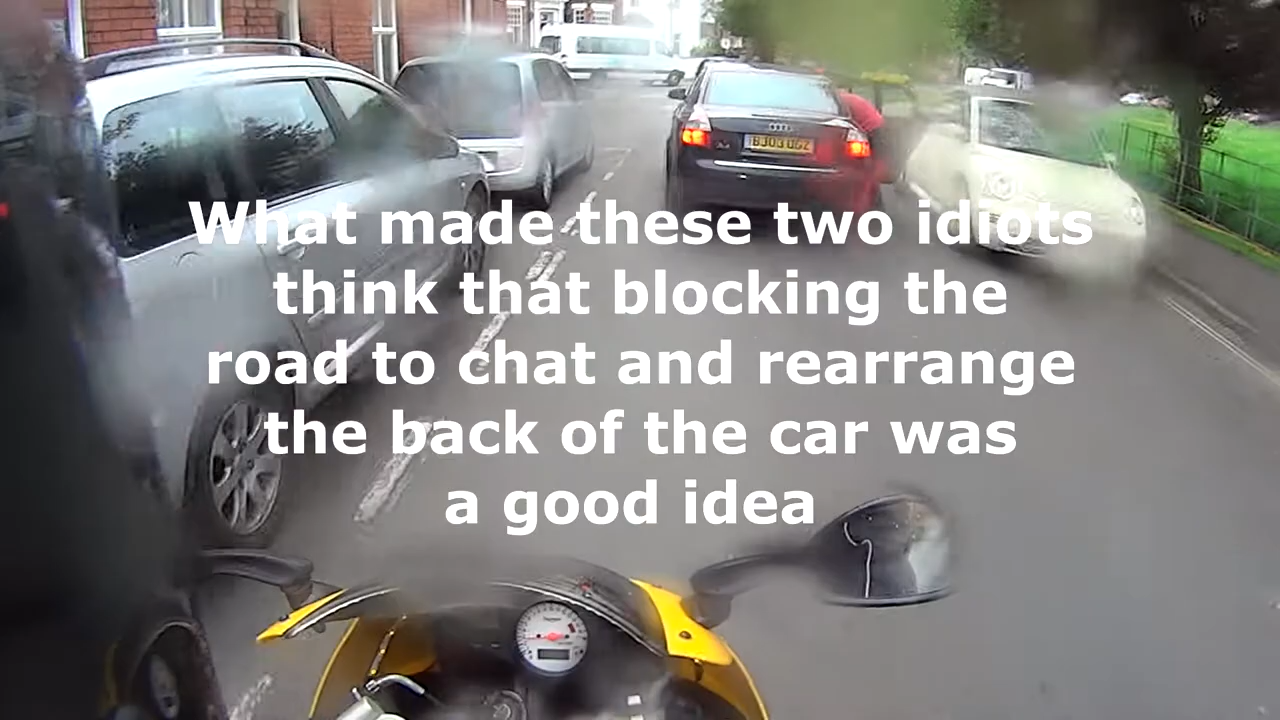 What made these two idiots
think that blocking the
road to chat and rearrange
the back of the car was
a good idea